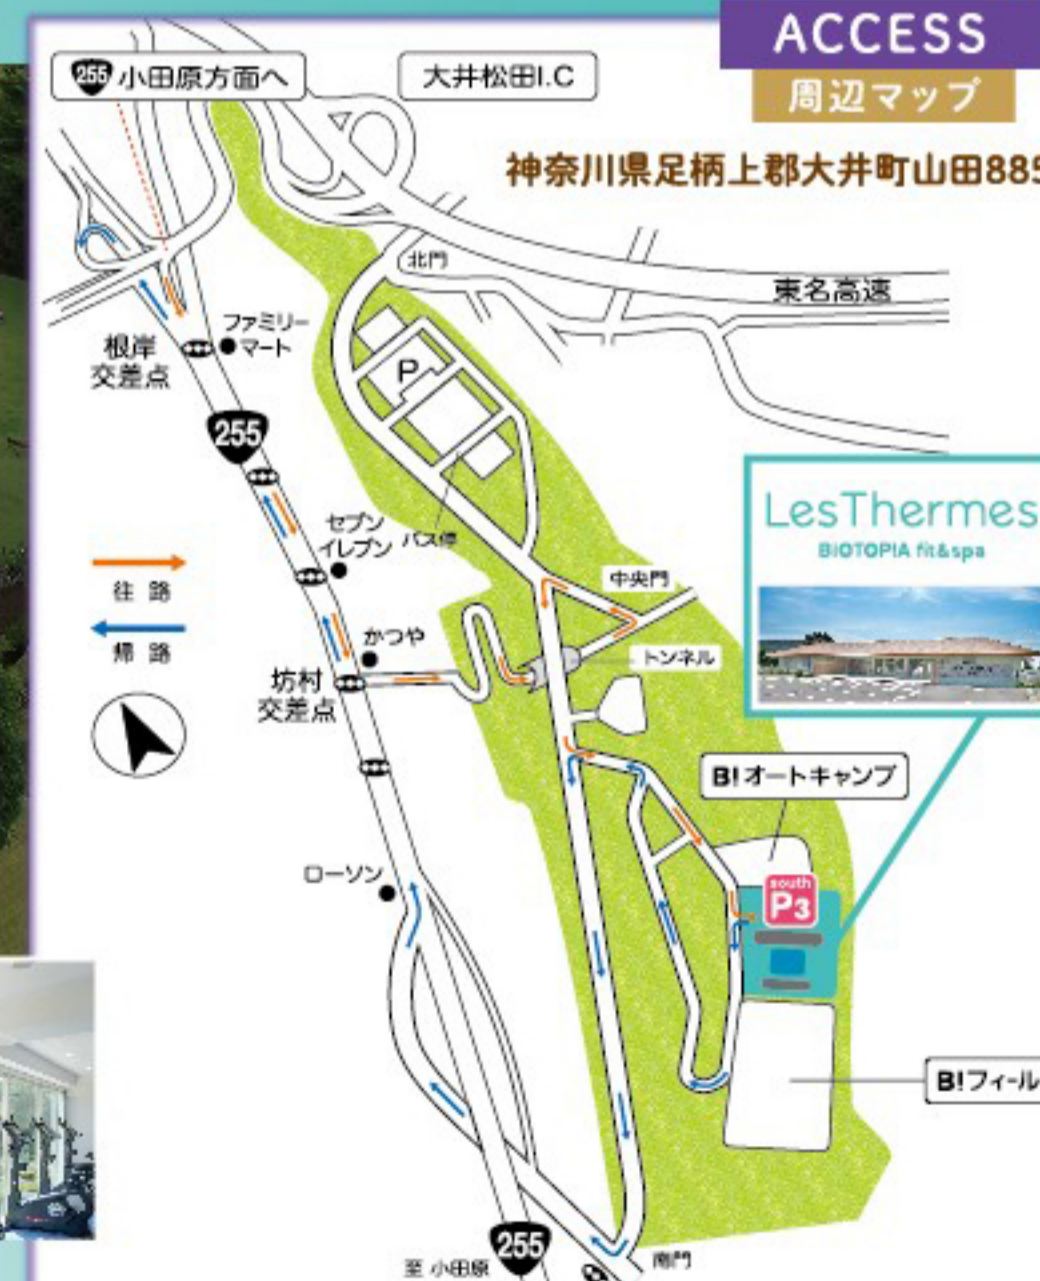 ACCESS
周辺マップ
255 小田原方面へ
大井松田I.C
神奈川県足柄上郡大井町山田885
北門
東名高速
ファミリー
マート
根岸
交差点
P
255
LesThermes
BiOTOPIA fit&spa
セブン
イレブン
バス停
往路
帰路
中央門
かつや
トンネル
坊村
交差点
B!オートキャンプ
ローソン
south
P3
B!フィール
255
至 小田原
南門